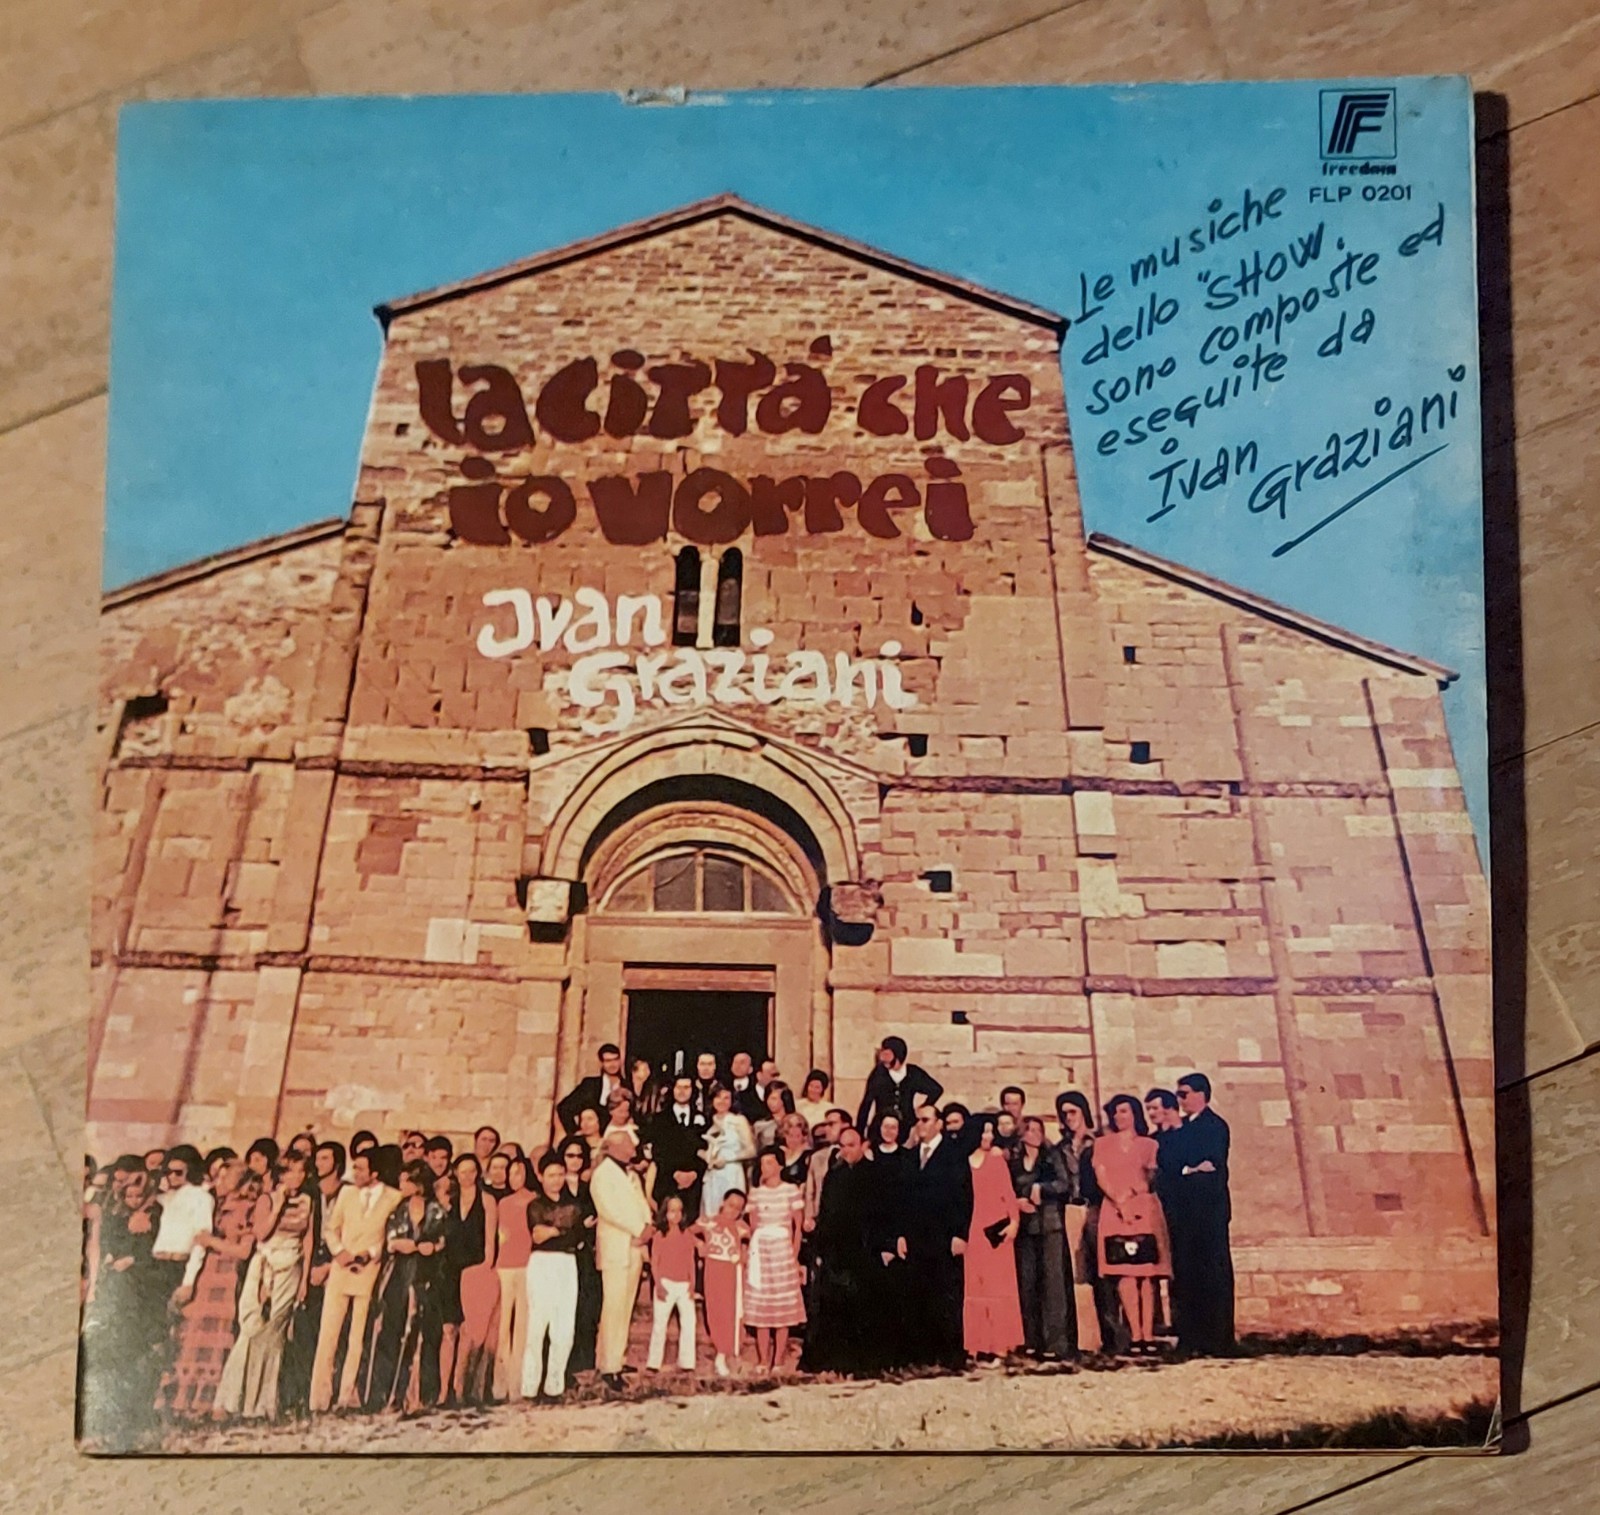 freedom
FLP 0201
Le musiche
dello "SHOW.
sono composte ed
eseguite da
Ivan
Graziani
la città che
io vorrei
Ivan
Graziani